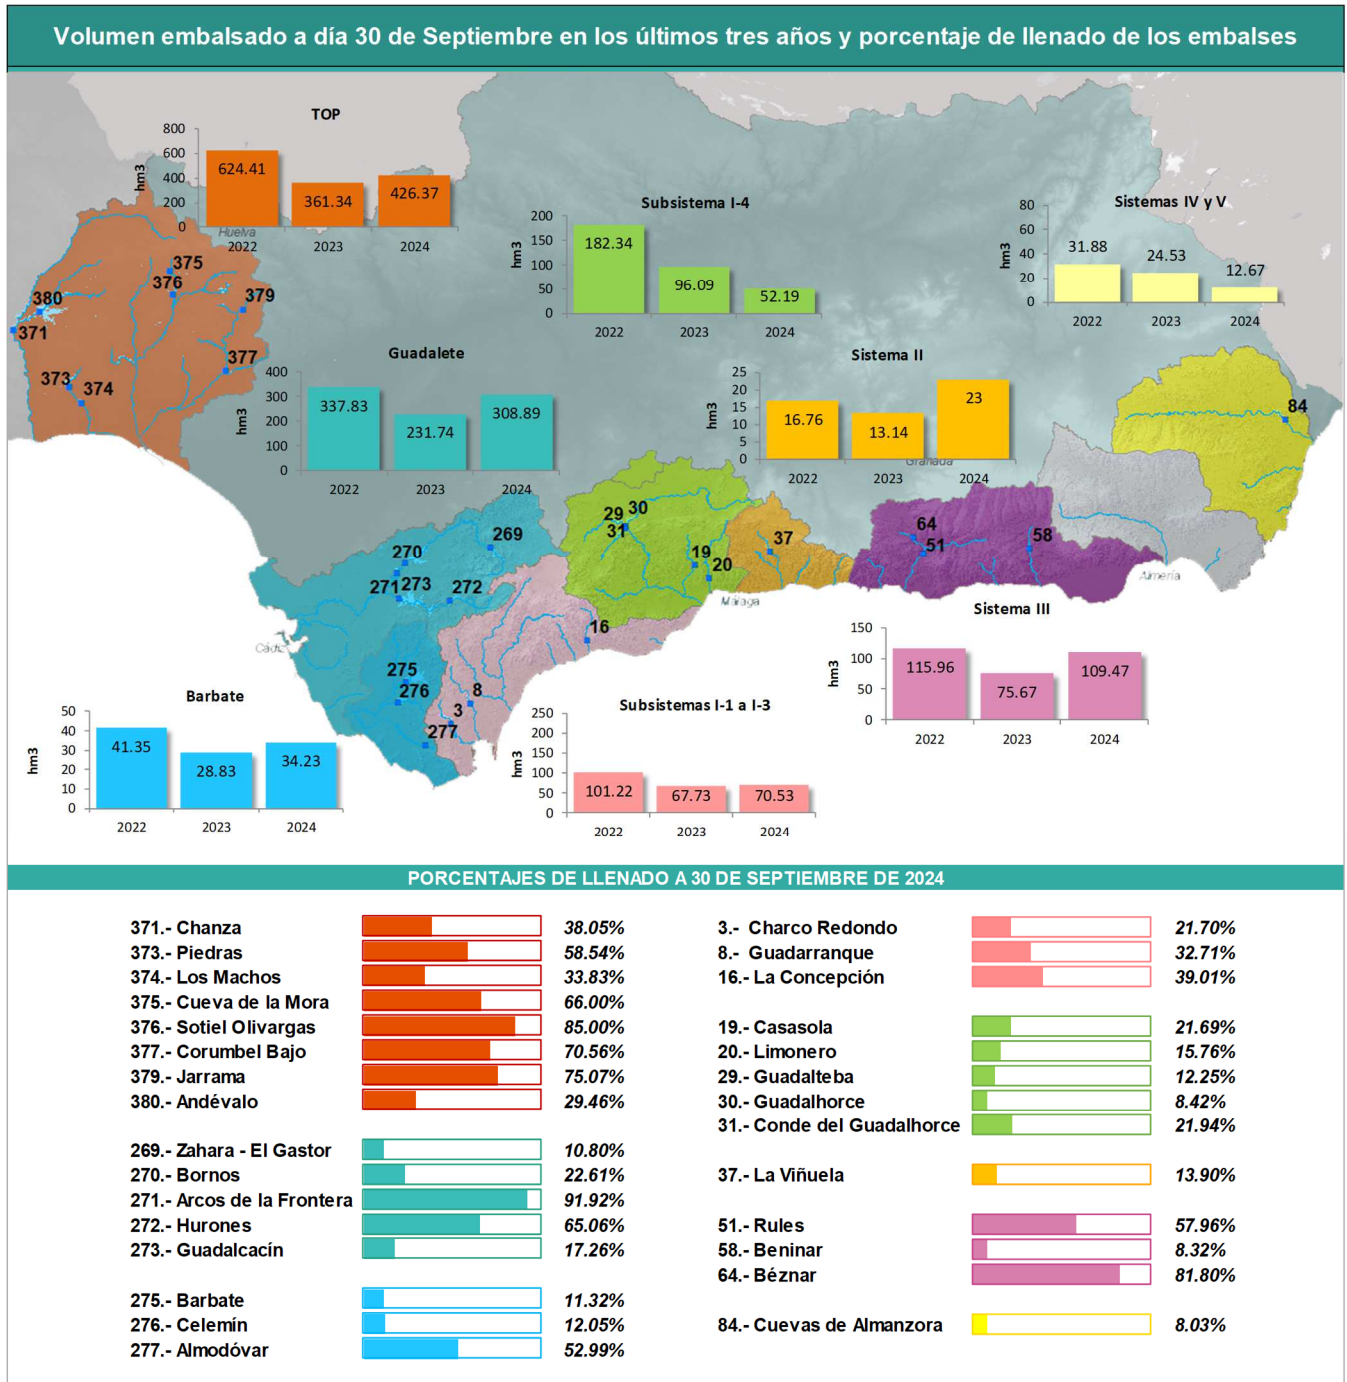 Volumen embalsado a día 30 de Septiembre en los últimos tres años y porcentaje de llenado de los embalses
TOP
hm3
800
600
400
200
0
624.41
361.34
426.37
2022
2023
2024
Huelva
Subsistema I-4
hm3
200
150
100
50
0
182.34
96.09
52.19
2022
2023
2024
Sistemas IV y V
hm3
80
60
40
20
0
31.88
24.53
12.67
2022
2023
2024
375
376
380
379
371
377
373
374
Guadalete
hm3
400
300
200
100
0
337.83
231.74
308.89
2022
2023
2024
Sistema II
hm3
25
20
15
10
5
0
16.76
13.14
23
2022
2023
2024
Granada
84
29
30
31
269
270
271
273
272
19
20
37
64
51
58
Málaga
Almería
Cádiz
16
275
276
8
3
277
Sistema III
hm3
150
100
50
0
115.96
75.67
109.47
2022
2023
2024
Barbate
hm3
50
40
30
20
10
0
41.35
28.83
34.23
2022
2023
2024
Subsistemas I-1 a I-3
hm3
250
200
150
100
50
0
101.22
67.73
70.53
2022
2023
2024
PORCENTAJES DE LLENADO A 30 DE SEPTIEMBRE DE 2024
371.- Chanza 38.05%
373.- Piedras 58.54%
374.- Los Machos 33.83%
375.- Cueva de la Mora 66.00%
376.- Sotiel Olivargas 85.00%
377.- Corumbel Bajo 70.56%
379.- Jarrama 75.07%
380.- Andévalo 29.46%
269.- Zahara - El Gastor 10.80%
270.- Bornos 22.61%
271.- Arcos de la Frontera 91.92%
272.- Hurones 65.06%
273.- Guadalcacín 17.26%
275.- Barbate 11.32%
276.- Celemín 12.05%
277.- Almodóvar 52.99%
3.- Charco Redondo 21.70%
8.- Guadarranque 32.71%
16.- La Concepción 39.01%
19.- Casasola 21.69%
20.- Limonero 15.76%
29.- Guadalteba 12.25%
30.- Guadalhorce 8.42%
31.- Conde del Guadalhorce 21.94%
37.- La Viñuela 13.90%
51.- Rules 57.96%
58.- Beninar 8.32%
64.- Béznar 81.80%
84.- Cuevas de Almanzora 8.03%